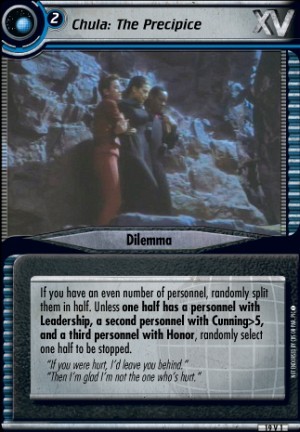 2
Chula: The Precipice
XV
Dilemma
If you have an even number of personnel, randomly split
them in half. Unless one half has a personnel with
Leadership, a second personnel with Cunning>5,
and a third personnel with Honor, randomly select
one half to be stopped.
"If you were hurt, I'd leave you behind."
"Then I'm glad I'm not the one who's hurt."
10 V 1